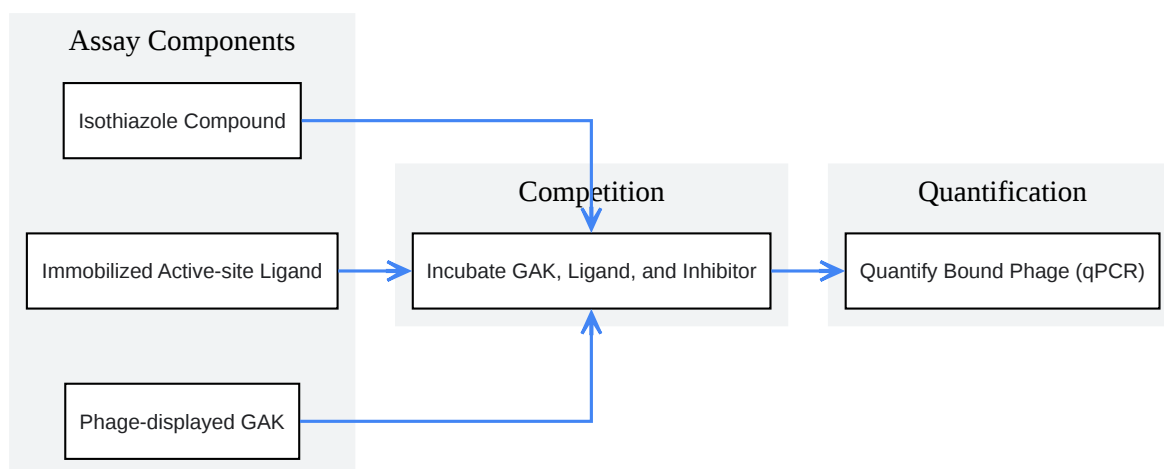 Assay Components
Isothiazole Compound
Competition
Quantification
Immobilized Active-site Ligand
Incubate GAK, Ligand, and Inhibitor
Quantify Bound Phage (qPCR)
Phage-displayed GAK